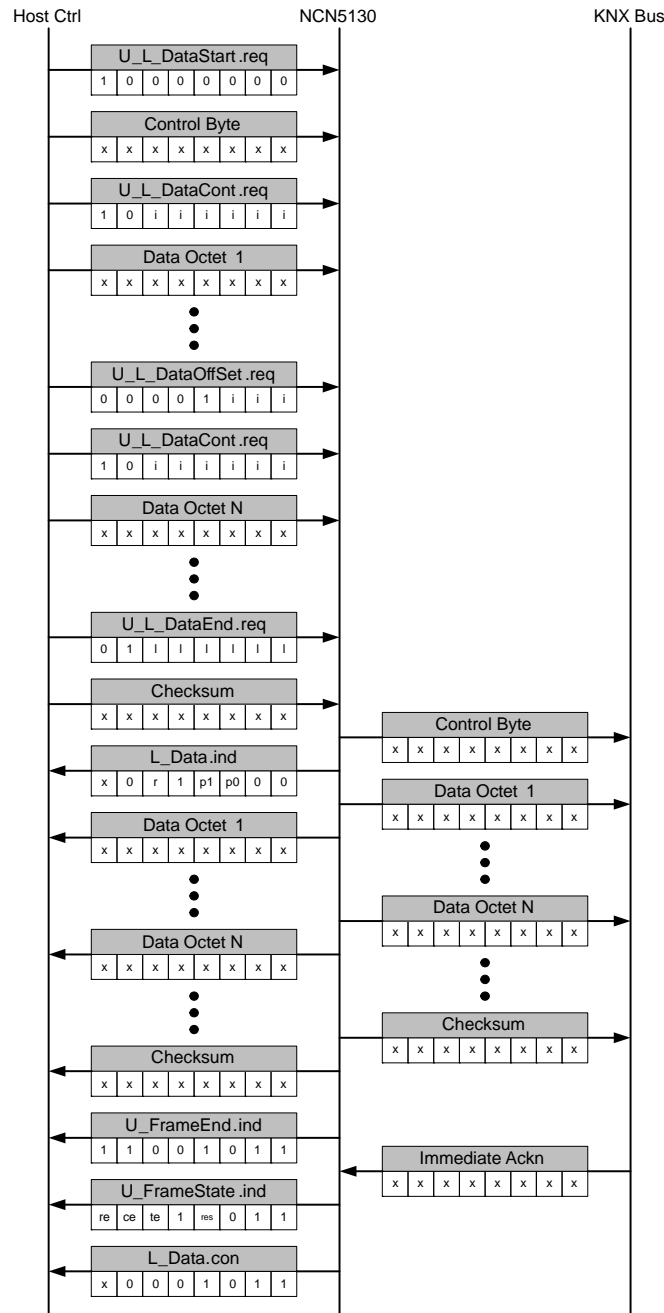 Host Ctrl NCN5130 KNX Bus
U_L_DataStart.req
1 0 0 0 0 0 0 0
Control Byte
x x x x x x x x
U_L_DataCont.req
1 0 i i i i i i
Data Octet 1
x x x x x x x x
U_L_DataOffSet.req
0 0 0 0 1 i i i
U_L_DataCont.req
1 0 i i i i i i
Data Octet N
x x x x x x x x
U_L_DataEnd.req
0 1 l l l l l l
Checksum
x x x x x x x x
Control Byte
x x x x x x x x
L_Data.ind
x 0 r 1 p1 p0 0 0
Data Octet 1
x x x x x x x x
Data Octet 1
x x x x x x x x
Data Octet N
x x x x x x x x
Data Octet N
x x x x x x x x
Checksum
x x x x x x x x
Checksum
x x x x x x x x
U_FrameEnd.ind
1 1 0 0 1 0 1 1
Immediate Ackn
x x x x x x x x
U_FrameState.ind
re ce te 1 res 0 1 1
L_Data.con
x 0 0 0 1 0 1 1